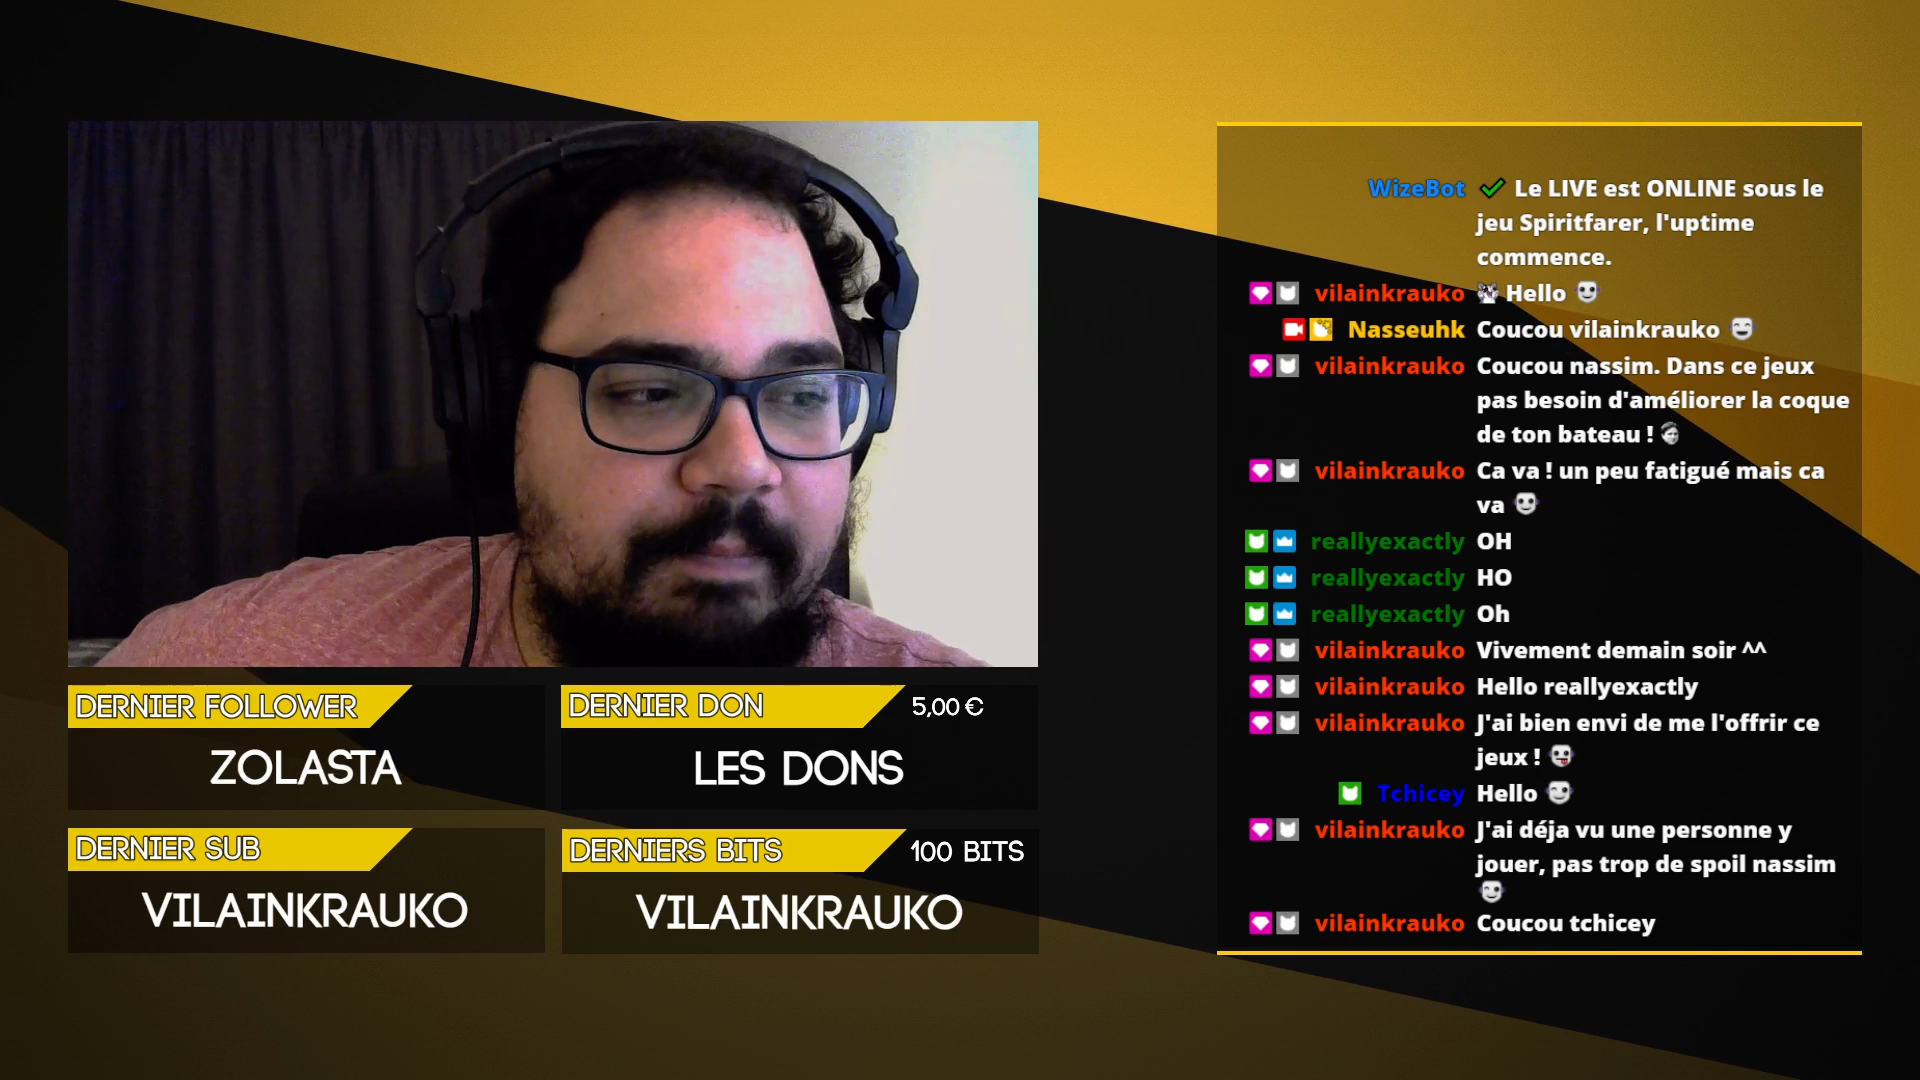 WizeBot Le LIVE est ONLINE sous le
jeu Spiritfarer, l'uptime
commence.
vilainkrauko Hello
Nasseuhk Coucou vilainkrauko
vilainkrauko Coucou nassim. Dans ce jeux
pas besoin d'améliorer la coque
de ton bateau !
vilainkrauko Ca va ! un peu fatigué mais ca
va
reallyexactly OH
reallyexactly HO
reallyexactly Oh
vilainkrauko Vivement demain soir ^^
vilainkrauko Hello reallyexactly
vilainkrauko J'ai bien envi de me l'offrir ce
jeux !
Tchicey Hello
vilainkrauko J'ai déja vu une personne y
jouer, pas trop de spoil nassim
vilainkrauko Coucou tchicey
DERNIER FOLLOWER
ZOLASTA
DERNIER DON 5,00 €
LES DONS
DERNIER SUB
VILAINKRAUKO
DERNIERS BITS 100 BITS
VILAINKRAUKO